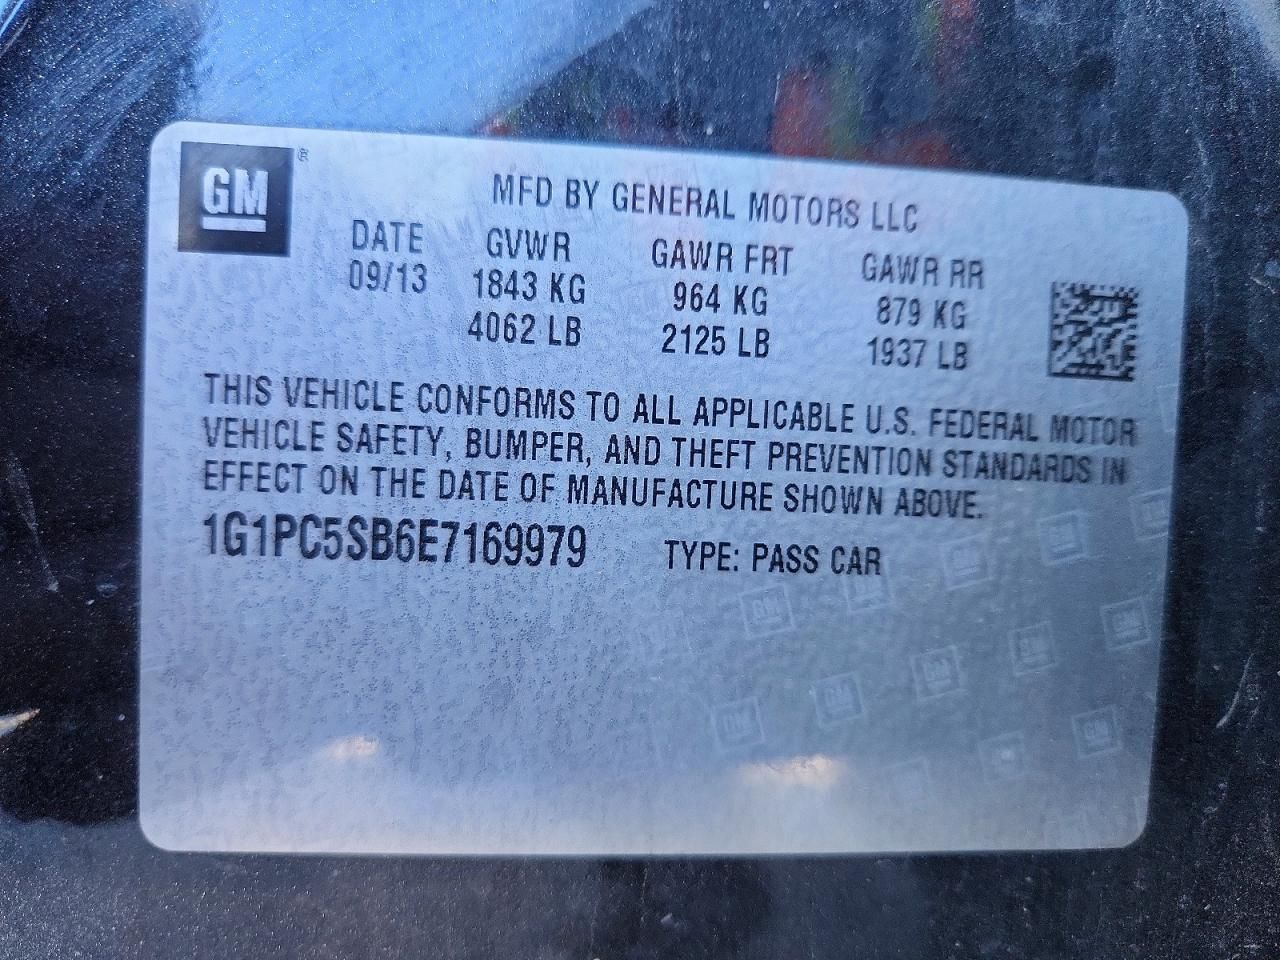 GM®
MFD BY GENERAL MOTORS LLC
DATE GVWR GAWR FRT GAWR RR
09/13 1843 KG 964 KG 879 KG
4062 LB 2125 LB 1937 LB
THIS VEHICLE CONFORMS TO ALL APPLICABLE U.S. FEDERAL MOTOR
VEHICLE SAFETY, BUMPER, AND THEFT PREVENTION STANDARDS IN
EFFECT ON THE DATE OF MANUFACTURE SHOWN ABOVE.
1G1PC5SB6E7169979 TYPE: PASS CAR